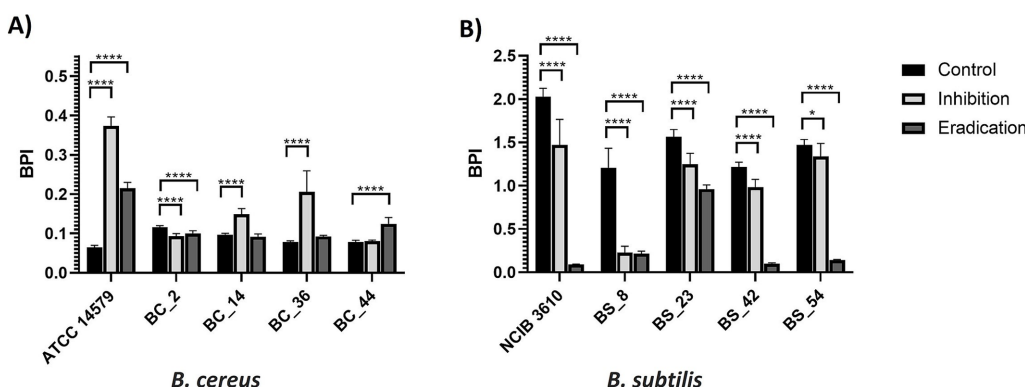 A)
BPI
0.5
0.4
0.3
0.2
0.1
0.0
****
****
****
****
****
****
****
ATCC 14579
BC_2
BC_14
BC_36
BC_44
B. cereus
B)
BPI
2.5
2.0
1.5
1.0
0.5
0.0
****
****
****
****
****
****
****
****
****
*
NCIB 3610
BS_8
BS_23
BS_42
BS_54
B. subtilis
Control
Inhibition
Eradication